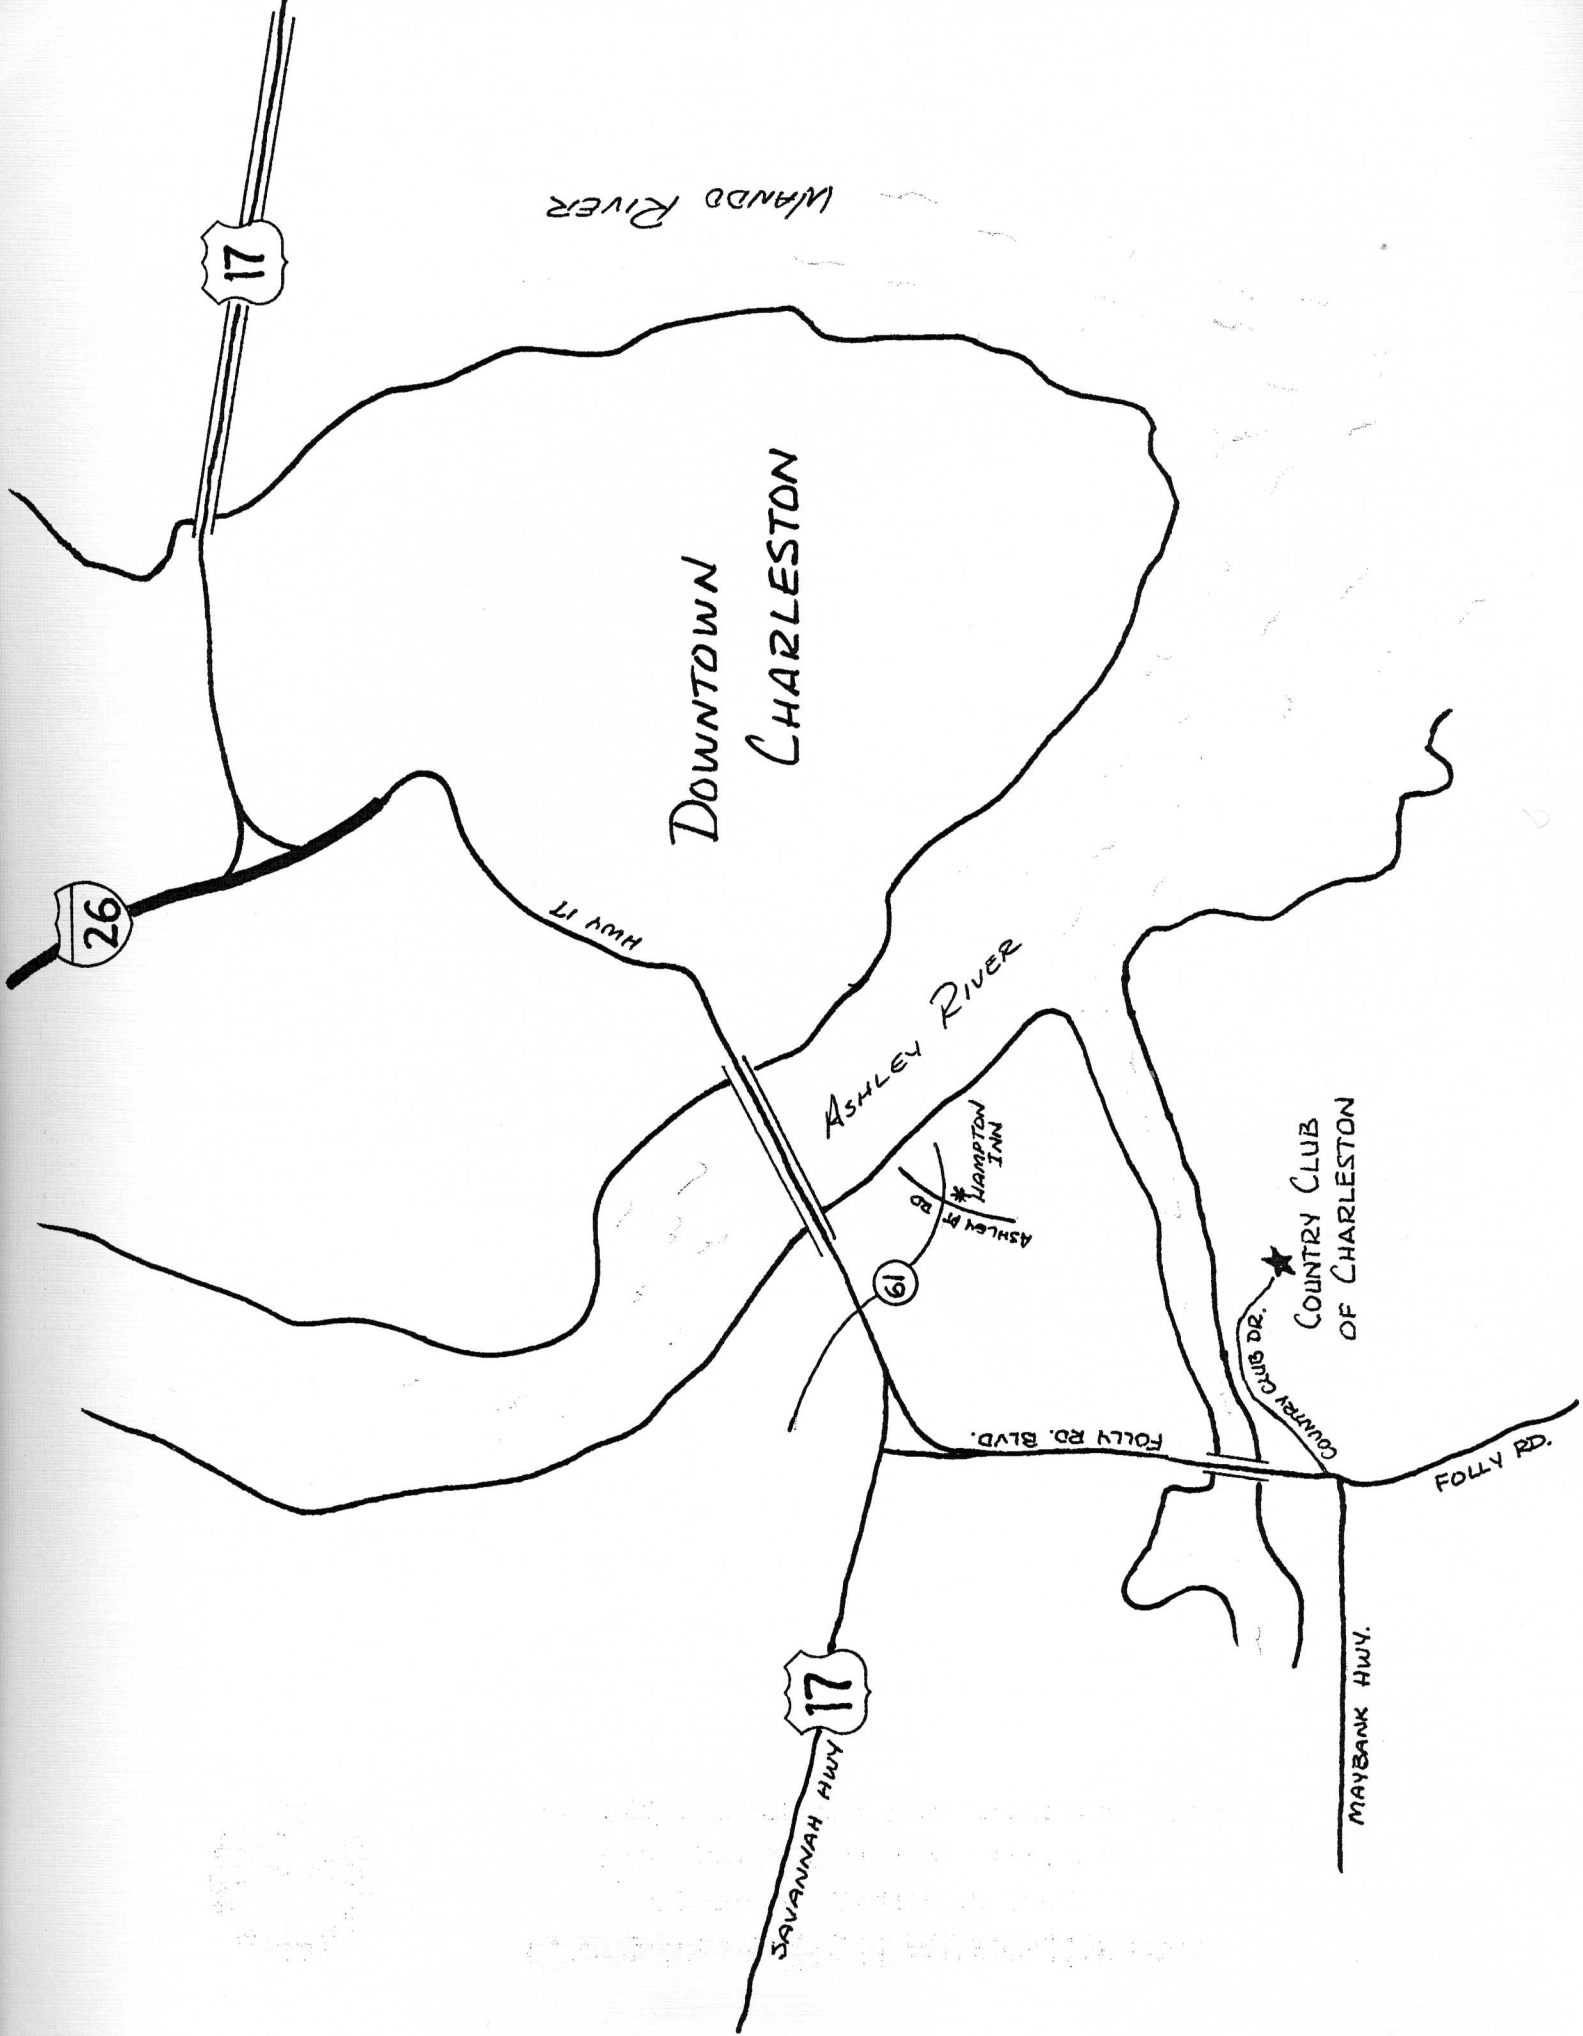 26
17
WANDO RIVER
DOWNTOWN
CHARLESTON
HWY 17
ASHLEY RIVER
61
ASHLEY PT
RD
HAMPTON
INN
17
SAVANNAH HWY
FOLLY RD. BLVD.
COUNTRY CLUB DR.
COUNTRY CLUB
OF CHARLESTON
FOLLY RD.
MAYBANK HWY.